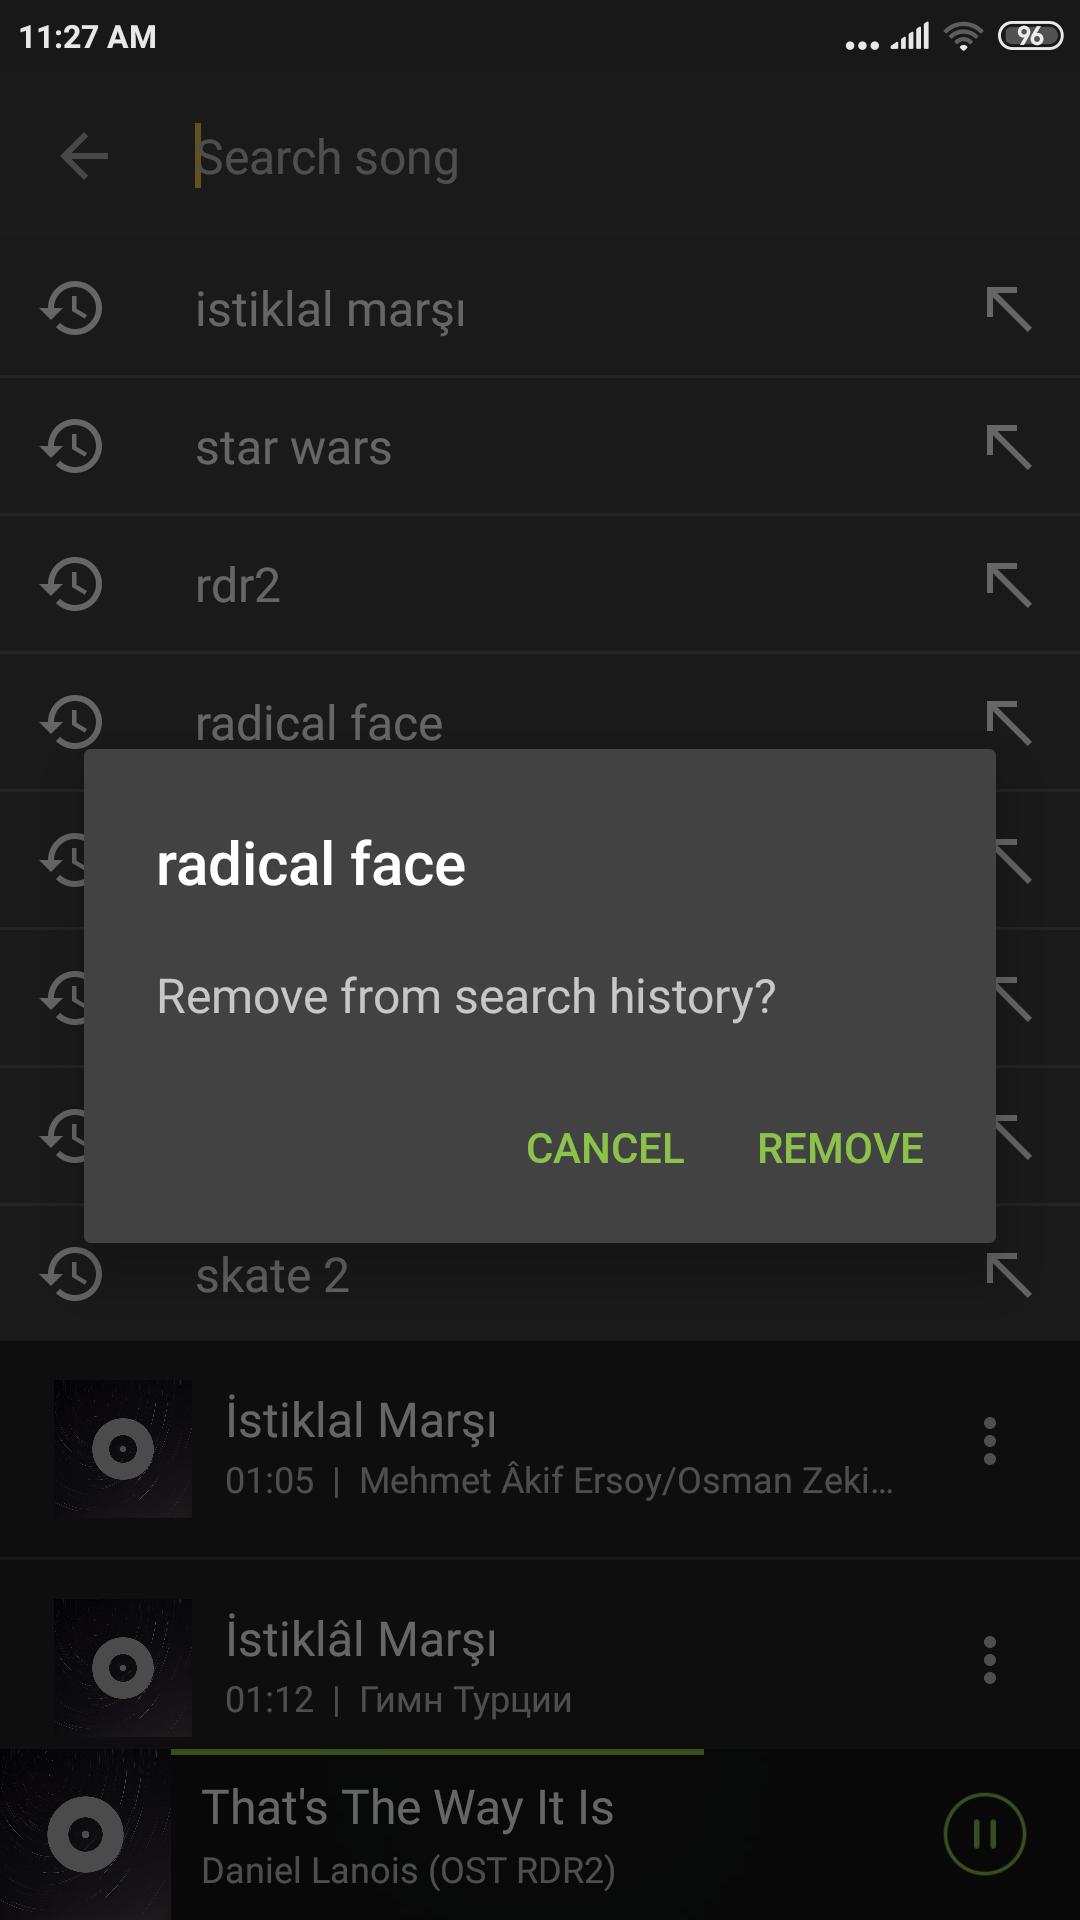 11:27 AM
96
Search song
istiklal marşı
star wars
rdr2
radical face
radical face
Remove from search history?
CANCEL REMOVE
skate 2
İstiklal Marşı
01:05 | Mehmet Âkif Ersoy/Osman Zeki...
İstiklâl Marşı
01:12 | Гимн Турции
That's The Way It Is
Daniel Lanois (OST RDR2)